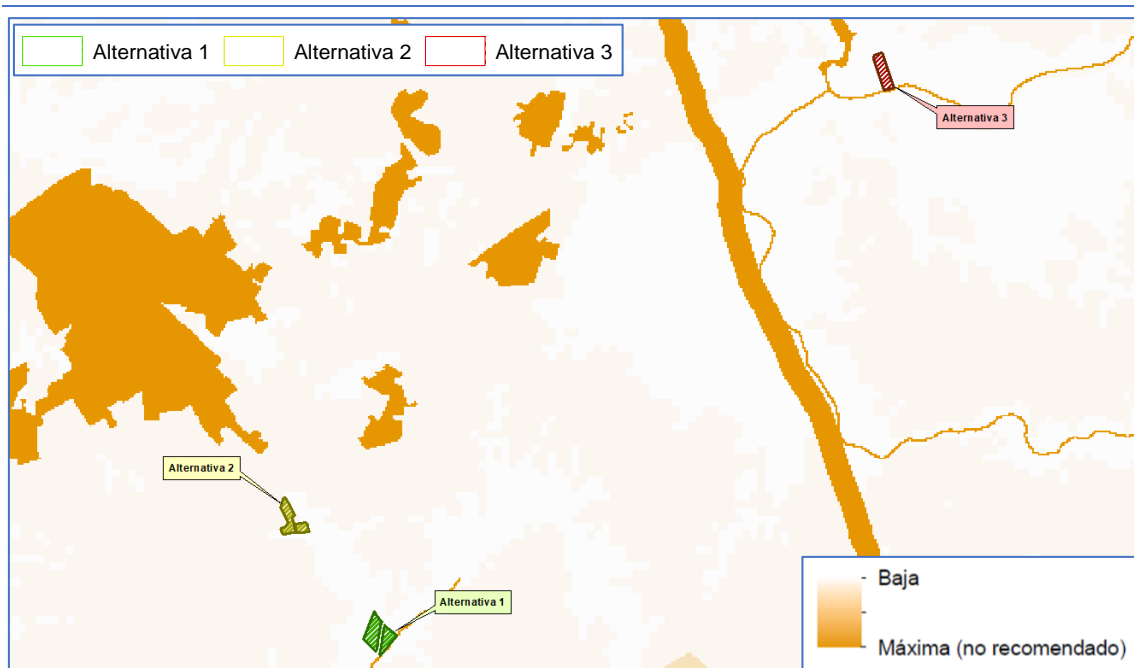 Alternativa 1 Alternativa 2 Alternativa 3
Alternativa 3
Alternativa 2
Alternativa 1
Baja
Máxima (no recomendado)